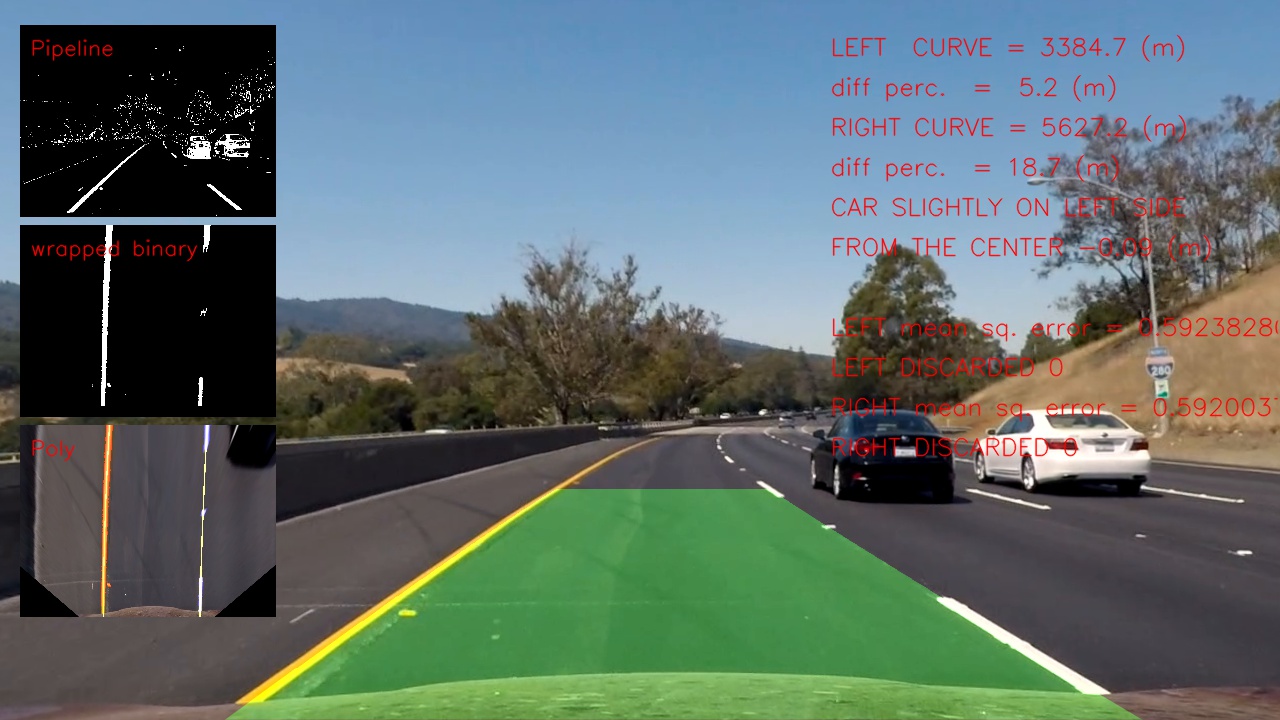 Pipeline
wrapped binary
Poly
LEFT CURVE = 3384.7 (m)
diff perc. = 5.2 (m)
RIGHT CURVE = 5627.2 (m)
diff perc. = 18.7 (m)
CAR SLIGHTLY ON LEFT SIDE
FROM THE CENTER -0.09 (m)
LEFT mean sq. error = 0.59238280
LEFT DISCARDED 0
RIGHT mean sq. error = 0.5920037
RIGHT DISCARDED 0
280